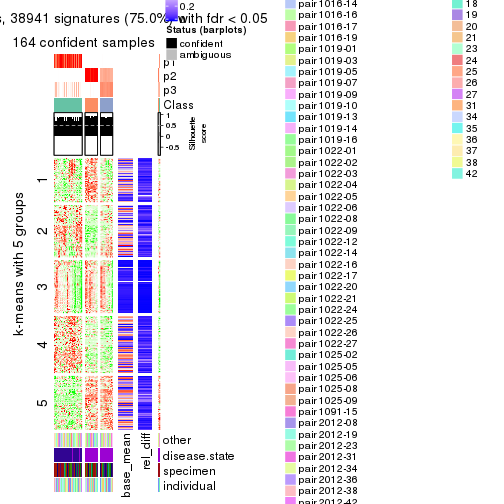 s, 38941 signatures (75.0%) with fdr < 0.05
164 confident samples
0.2
Status (barplots)
confident
ambiguous
p1
p2
p3
Class
1
0.5
0
-0.5
Silhouette
score
k-means with 5 groups
1
2
3
4
5
base_mean
rel_diff
other
disease.state
specimen
individual
pair1016-14
pair1016-16
pair1016-17
pair1016-19
pair1019-01
pair1019-03
pair1019-04
pair1019-05
pair1019-07
pair1019-09
pair1019-10
pair1019-13
pair1019-14
pair1019-16
pair1022-01
pair1022-02
pair1022-03
pair1022-04
pair1022-05
pair1022-06
pair1022-08
pair1022-09
pair1022-12
pair1022-14
pair1022-16
pair1022-17
pair1022-20
pair1022-21
pair1022-24
pair1022-25
pair1022-26
pair1022-27
pair1025-02
pair1025-05
pair1025-06
pair1025-08
pair1025-09
pair1091-15
pair2012-08
pair2012-19
pair2012-23
pair2012-31
pair2012-34
pair2012-36
pair2012-38
pair2012-42
18
19
20
21
24
25
26
27
31
34
35
36
37
38
42